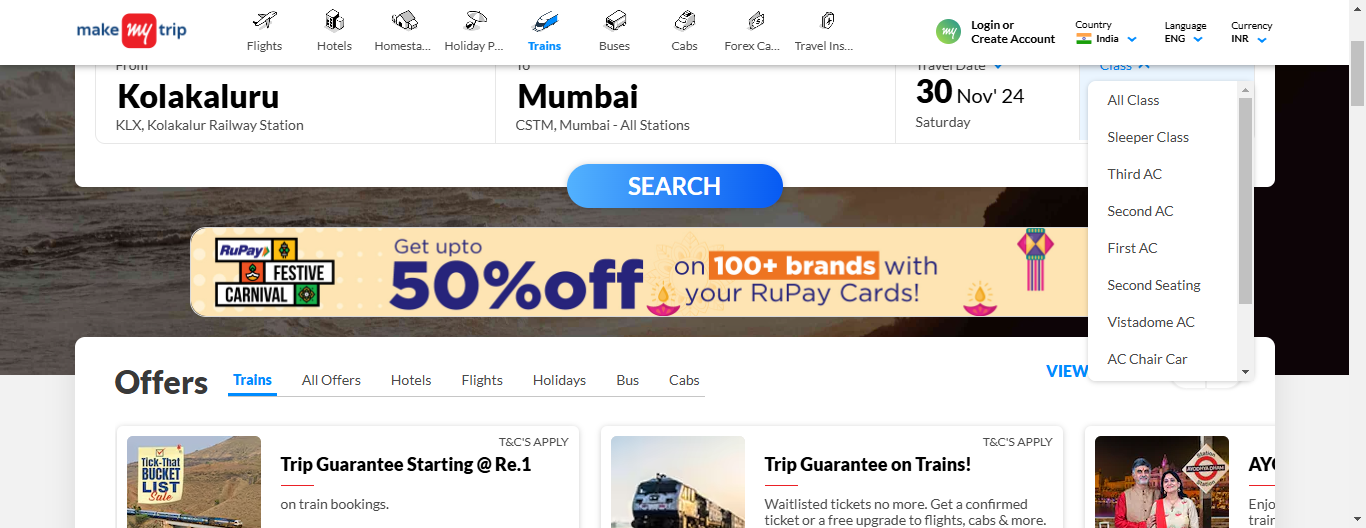 make my trip
Flights
Hotels
Homesta...
Holiday P...
Trains
Buses
Cabs
Forex Ca...
Travel Ins...
my
Login or
Create Account
Country
India
Language
ENG
Currency
INR
From
Kolakaluru
KLX, Kolakalur Railway Station
To
Mumbai
CSTM, Mumbai - All Stations
Travel Date
30 Nov' 24
Saturday
Class
All Class
Sleeper Class
Third AC
Second AC
First AC
Second Seating
Vistadome AC
AC Chair Car
SEARCH
RuPay
FESTIVE
CARNIVAL
Get upto
50%off
on 100+ brands with
your RuPay Cards!
Offers
Trains
All Offers
Hotels
Flights
Holidays
Bus
Cabs
VIEW
T&C'S APPLY
TICK-THAT
BUCKET
LIST
Sale
Trip Guarantee Starting @ Re.1
on train bookings.
T&C'S APPLY
Trip Guarantee on Trains!
Waitlisted tickets no more. Get a confirmed
ticket or a free upgrade to flights, cabs & more.
Station
AYODHYA DHAM
Station
AYO
Enjo
train